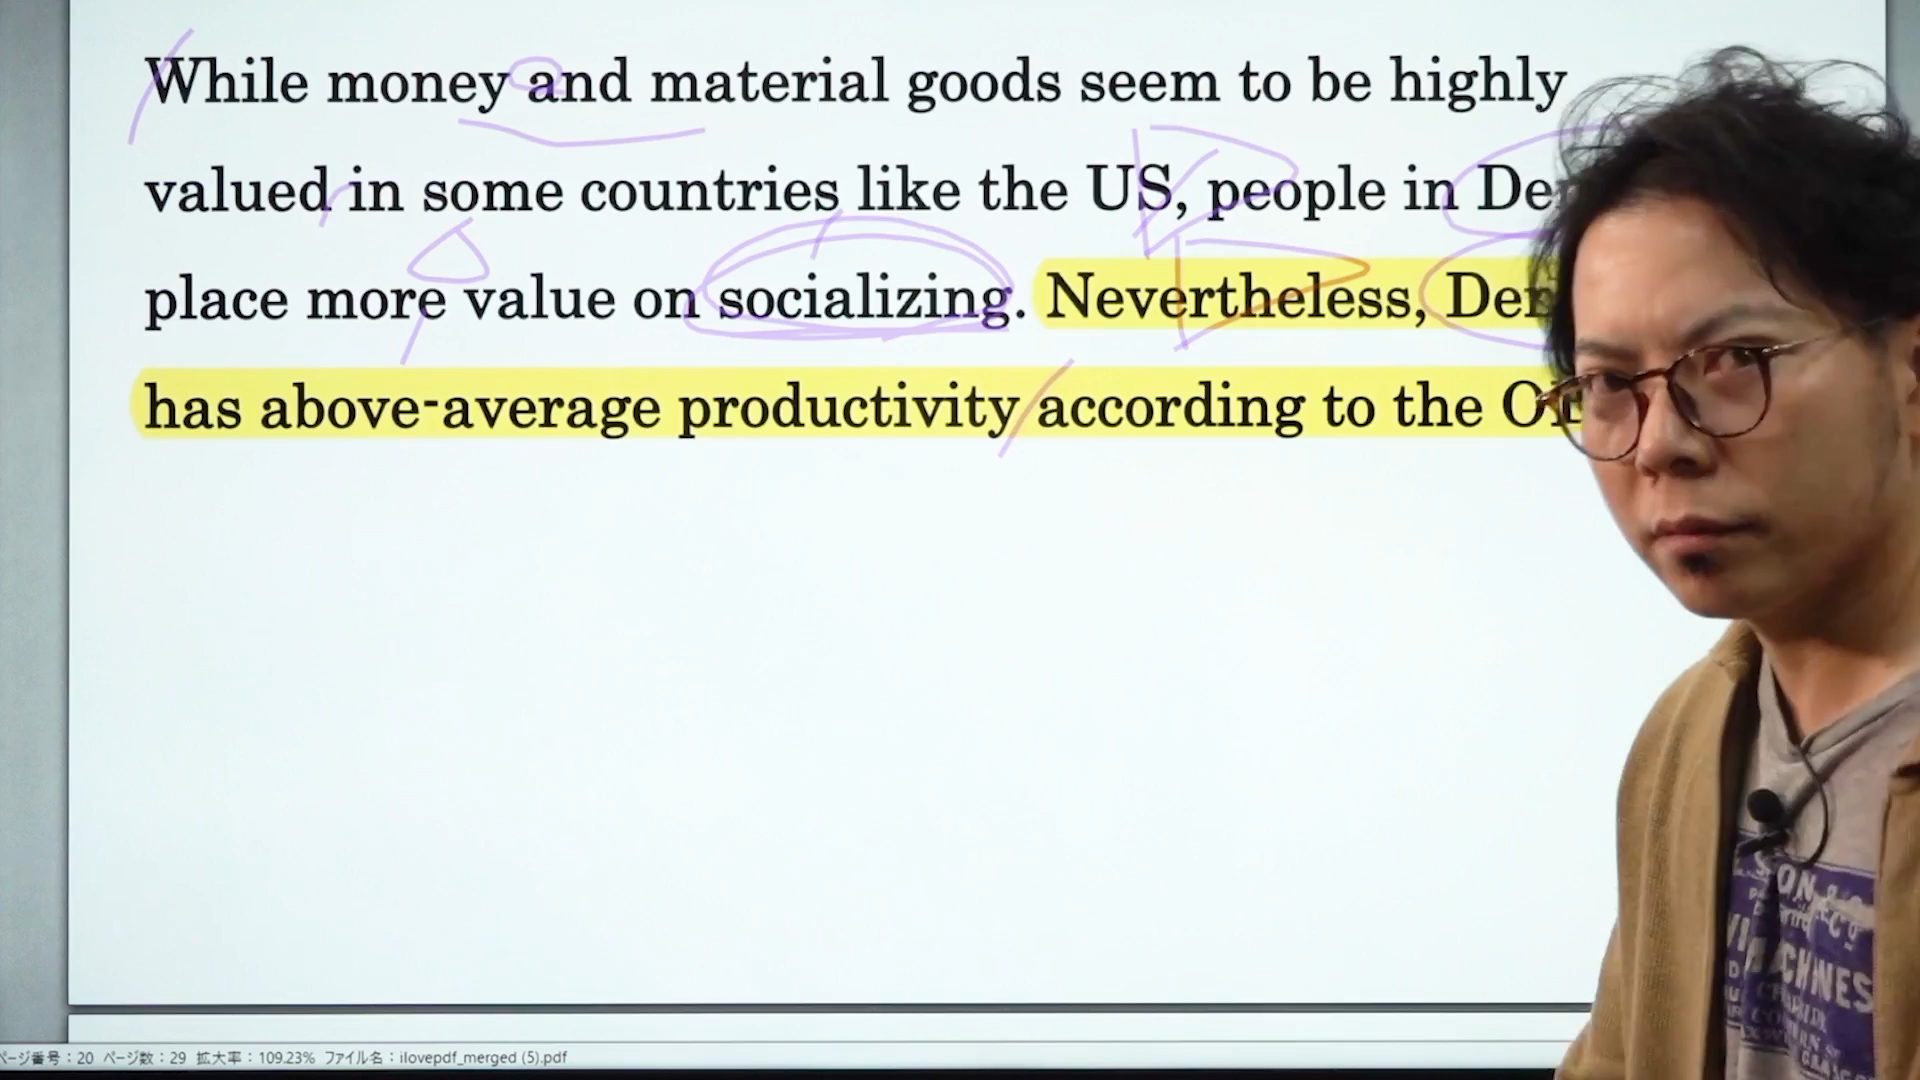 While money and material goods seem to be highly
valued in some countries like the US, people in
place more value on socializing. Nevertheless,
has above-average productivity according to the
ページ番号：20 ページ数：29 拡大率：109.23% ファイル名：ilovepdf_merged (5).pdf